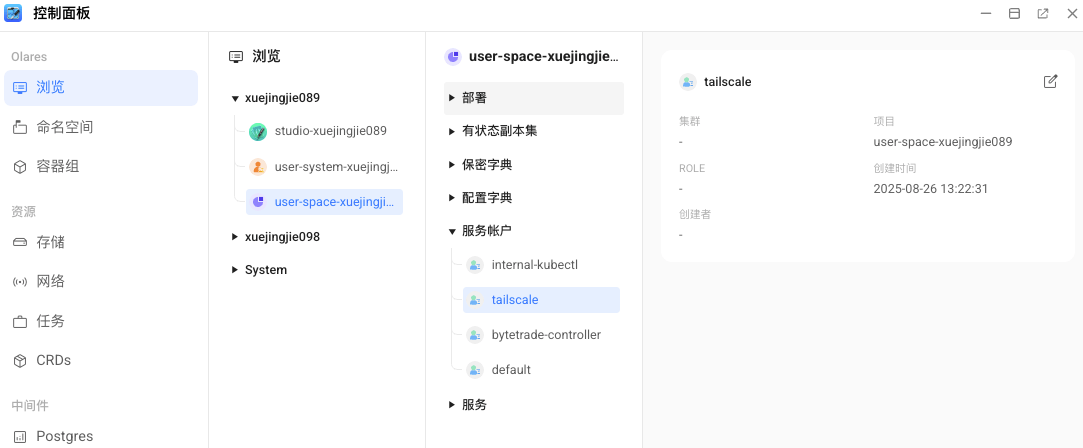 控制面板
Olares
浏览
命名空间
容器组
资源
存储
网络
任务
CRDs
中间件
Postgres
浏览
xuejingjie089
studio-xuejingjie089
user-system-xuejingj...
user-space-xuejingji...
xuejingjie098
System
user-space-xuejingjie...
部署
有状态副本集
保密字典
配置字典
服务帐户
internal-kubectl
tailscale
bytetrade-controller
default
服务
tailscale
集群
-
项目
user-space-xuejingjie089
ROLE
-
创建时间
2025-08-26 13:22:31
创建者
-